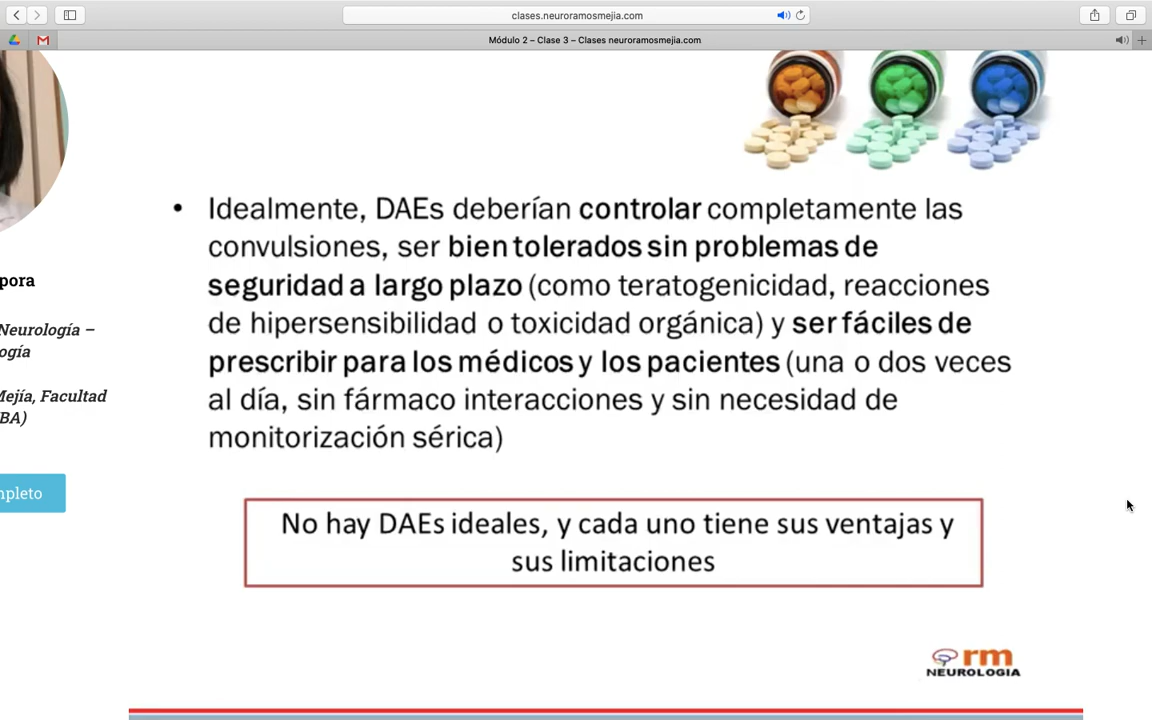 clases.neuroramosmejia.com
Módulo 2 – Clase 3 – Clases neuroramosmejia.com
• Idealmente, DAEs deberían controlar completamente las
convulsiones, ser bien tolerados sin problemas de
seguridad a largo plazo (como teratogenicidad, reacciones
de hipersensibilidad o toxicidad orgánica) y ser fáciles de
prescribir para los médicos y los pacientes (una o dos veces
al día, sin fármaco interacciones y sin necesidad de
monitorización sérica)
No hay DAEs ideales, y cada uno tiene sus ventajas y
sus limitaciones
pora
Neurología –
ogía
Mejía, Facultad
BA)
mpleto
rm
NEUROLOGIA